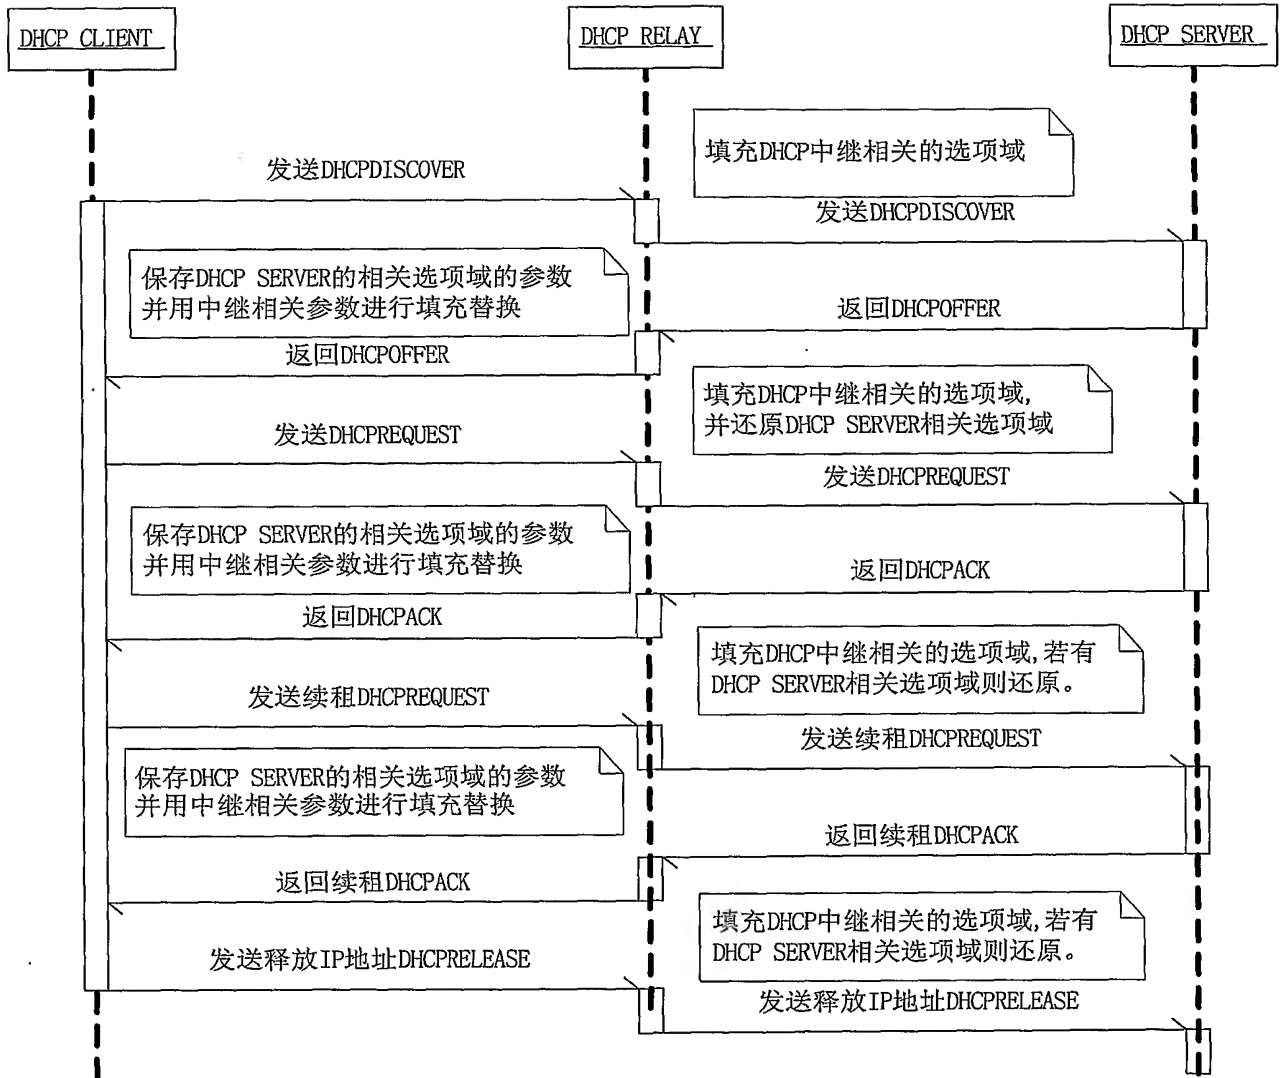 DHCP CLIENT
DHCP RELAY
DHCP SERVER
填充DHCP中继相关的选项域
发送DHCPDISCOVER
发送DHCPDISCOVER
保存DHCP SERVER的相关选项域的参数
并用中继相关参数进行填充替换
返回DHCPOFFER
返回DHCPOFFER
填充DHCP中继相关的选项域,
并还原DHCP SERVER相关选项域
发送DHCPREQUEST
发送DHCPREQUEST
保存DHCP SERVER的相关选项域的参数
并用中继相关参数进行填充替换
返回DHCPACK
返回DHCPACK
填充DHCP中继相关的选项域,若有
DHCP SERVER相关选项域则还原。
发送续租DHCPREQUEST
发送续租DHCPREQUEST
保存DHCP SERVER的相关选项域的参数
并用中继相关参数进行填充替换
返回续租DHCPACK
返回续租DHCPACK
填充DHCP中继相关的选项域,若有
DHCP SERVER相关选项域则还原。
发送释放IP地址DHCPRELEASE
发送释放IP地址DHCPRELEASE